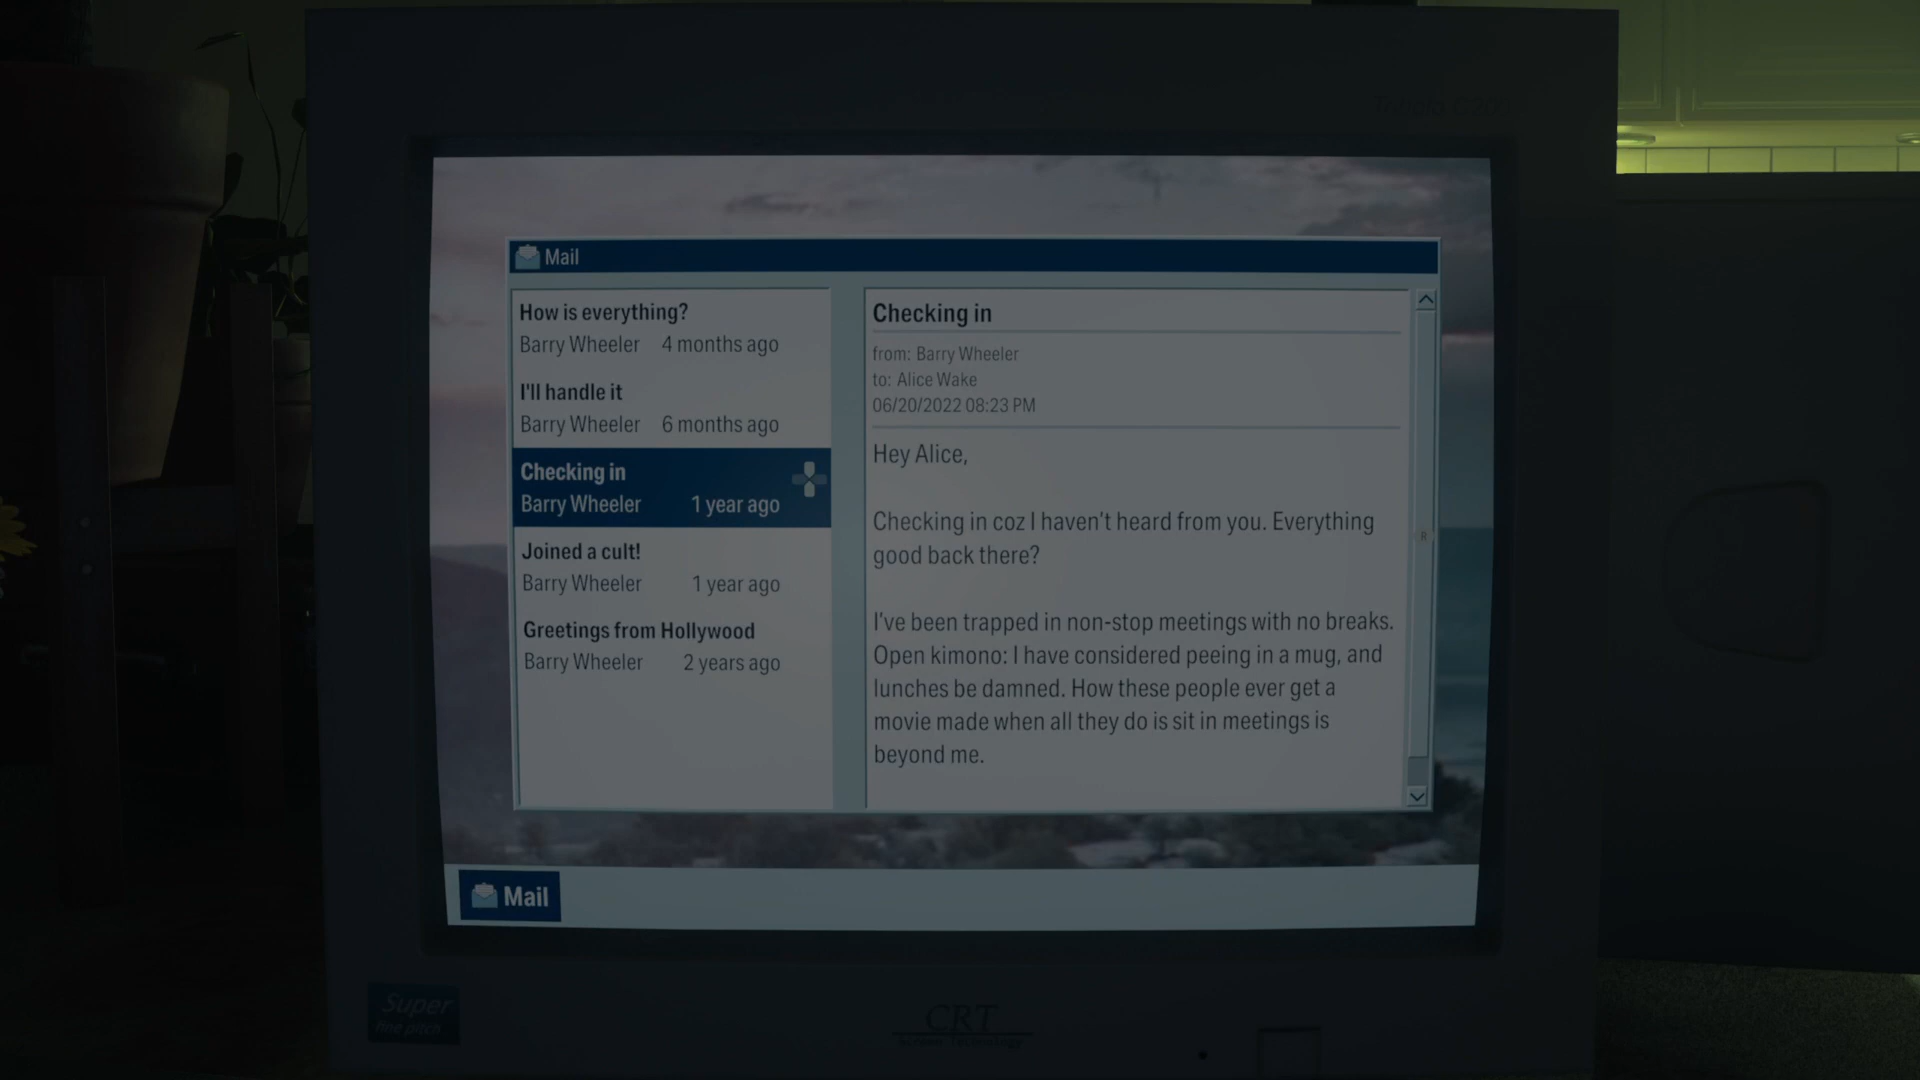 Mail
How is everything?
Barry Wheeler 4 months ago
I'll handle it
Barry Wheeler 6 months ago
Checking in
Barry Wheeler 1 year ago
Joined a cult!
Barry Wheeler 1 year ago
Greetings from Hollywood
Barry Wheeler 2 years ago
Checking in
from: Barry Wheeler
to: Alice Wake
06/20/2022 08:23 PM
Hey Alice,
Checking in coz I haven't heard from you. Everything
good back there?
I've been trapped in non-stop meetings with no breaks.
Open kimono: I have considered peeing in a mug, and
lunches be damned. How these people ever get a
movie made when all they do is sit in meetings is
beyond me.
R
Mail
Super
fine pitch
CRT
Screen Technology